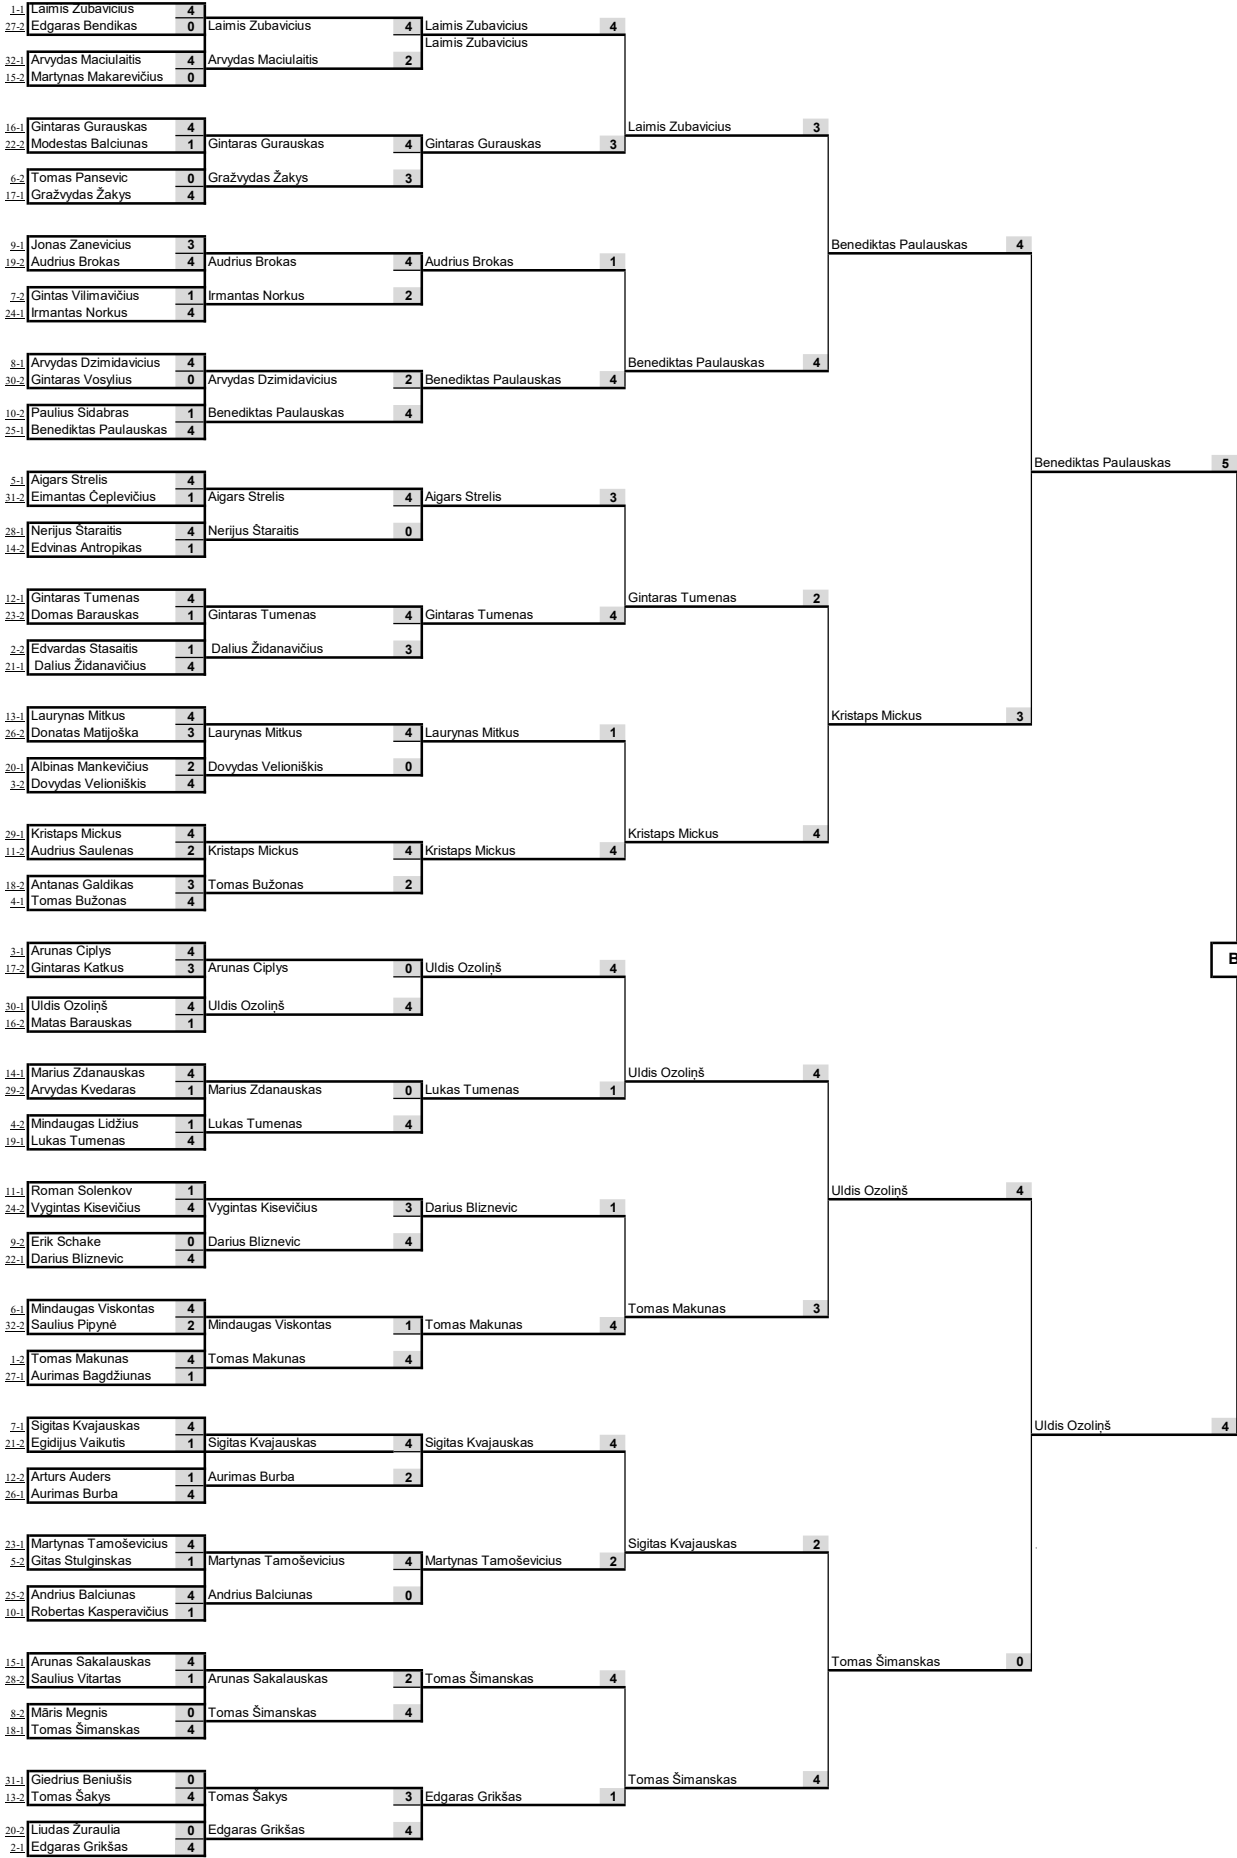 1-1 Laimis Zubavicius 4
27-2 Edgaras Bendikas 0 Laimis Zubavicius 4 Laimis Zubavicius 4
Laimis Zubavicius
32-1 Arvydas Maciulaitis 4 Arvydas Maciulaitis 2
15-2 Martynas Makarevičius 0
16-1 Gintaras Gurauskas 4 Laimis Zubavicius 3
22-2 Modestas Balciunas 1 Gintaras Gurauskas 4 Gintaras Gurauskas 3
6-2 Tomas Pansevic 0 Gražvydas Žakys 3
17-1 Gražvydas Žakys 4
9-1 Jonas Zanevicius 3 Benediktas Paulauskas 4
19-2 Audrius Brokas 4 Audrius Brokas 4 Audrius Brokas 1
7-2 Gintas Vilimavičius 1 Irmantas Norkus 2
24-1 Irmantas Norkus 4
8-1 Arvydas Dzimidavicius 4 Benediktas Paulauskas 4
30-2 Gintaras Vosylius 0 Arvydas Dzimidavicius 2 Benediktas Paulauskas 4
10-2 Paulius Sidabras 1 Benediktas Paulauskas 4
25-1 Benediktas Paulauskas 4
Benediktas Paulauskas 5
5-1 Aigars Strelis 4
31-2 Eimantas Čeplevičius 1 Aigars Strelis 4 Aigars Strelis 3
28-1 Nerijus Štaraitis 4 Nerijus Štaraitis 0
14-2 Edvinas Antropikas 1
12-1 Gintaras Tumenas 4 Gintaras Tumenas 2
23-2 Domas Barauskas 1 Gintaras Tumenas 4 Gintaras Tumenas 4
2-2 Edvardas Stasaitis 1 Dalius Židanavičius 3
21-1 Dalius Židanavičius 4
13-1 Laurynas Mitkus 4 Kristaps Mickus 3
26-2 Donatas Matijoška 3 Laurynas Mitkus 4 Laurynas Mitkus 1
20-1 Albinas Mankevičius 2 Dovydas Velioniškis 0
3-2 Dovydas Velioniškis 4
29-1 Kristaps Mickus 4 Kristaps Mickus 4
11-2 Audrius Saulenas 2 Kristaps Mickus 4 Kristaps Mickus 4
18-2 Antanas Galdikas 3 Tomas Bužonas 2
4-1 Tomas Bužonas 4
3-1 Arunas Ciplys 4
B
17-2 Gintaras Katkus 3 Arunas Ciplys 0 Uldis Ozoliņš 4
30-1 Uldis Ozoliņš 4 Uldis Ozoliņš 4
16-2 Matas Barauskas 1
14-1 Marius Zdanauskas 4 Uldis Ozoliņš 4
29-2 Arvydas Kvedaras 1 Marius Zdanauskas 0 Lukas Tumenas 1
4-2 Mindaugas Lidžius 1 Lukas Tumenas 4
19-1 Lukas Tumenas 4
11-1 Roman Solenkov 1 Uldis Ozoliņš 4
24-2 Vygintas Kisevičius 4 Vygintas Kisevičius 3 Darius Bliznevic 1
9-2 Erik Schake 0 Darius Bliznevic 4
22-1 Darius Bliznevic 4
6-1 Mindaugas Viskontas 4 Tomas Makunas 3
32-2 Saulius Pipynė 2 Mindaugas Viskontas 1 Tomas Makunas 4
1-2 Tomas Makunas 4 Tomas Makunas 4
27-1 Aurimas Bagdžiunas 1
7-1 Sigitas Kvajauskas 4 Uldis Ozoliņš 4
21-2 Egidijus Vaikutis 1 Sigitas Kvajauskas 4 Sigitas Kvajauskas 4
12-2 Arturs Auders 1 Aurimas Burba 2
26-1 Aurimas Burba 4
23-1 Martynas Tamoševicius 4 Sigitas Kvajauskas 2
5-2 Gitas Stulginskas 1 Martynas Tamoševicius 4 Martynas Tamoševicius 2
25-2 Andrius Balciunas 4 Andrius Balciunas 0
10-1 Robertas Kasperavičius 1
15-1 Arunas Sakalauskas 4 Tomas Šimanskas 0
28-2 Saulius Vitartas 1 Arunas Sakalauskas 2 Tomas Šimanskas 4
8-2 Māris Megnis 0 Tomas Šimanskas 4
18-1 Tomas Šimanskas 4
31-1 Giedrius Beniušis 0 Tomas Šimanskas 4
13-2 Tomas Šakys 4 Tomas Šakys 3 Edgaras Grikšas 1
20-2 Liudas Žuraulia 0 Edgaras Grikšas 4
2-1 Edgaras Grikšas 4